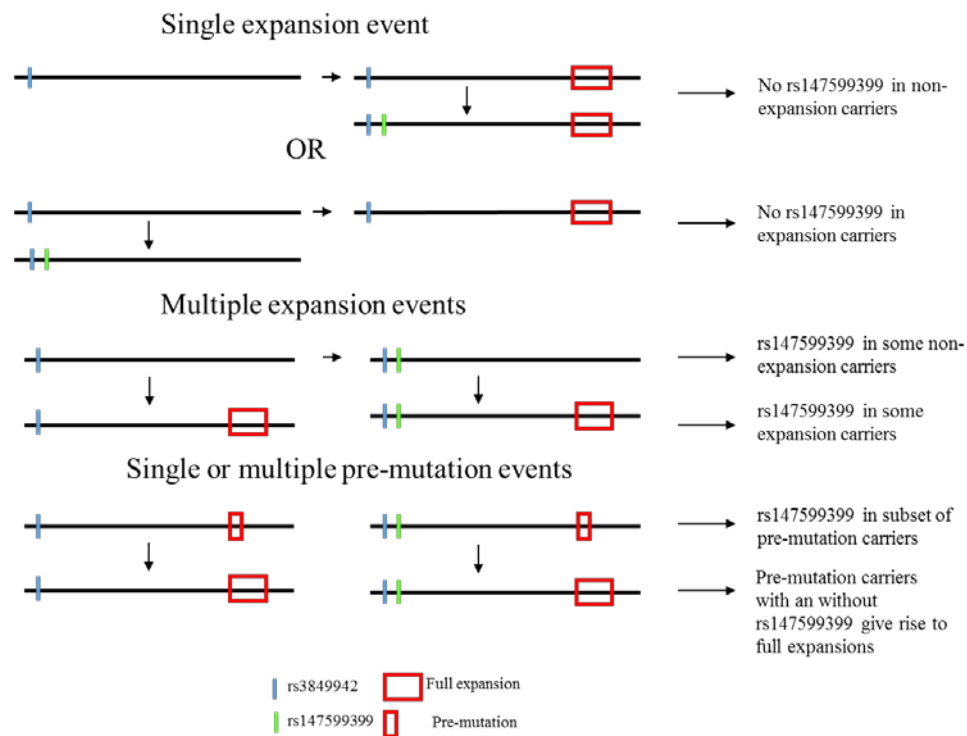 Single expansion event
No rs147599399 in non-
expansion carriers
OR
No rs147599399 in
expansion carriers
Multiple expansion events
rs147599399 in some non-
expansion carriers
rs147599399 in some
expansion carriers
Single or multiple pre-mutation events
rs147599399 in subset of
pre-mutation carriers
Pre-mutation carriers
with an without
rs147599399 give rise to
full expansions
rs3849942 Full expansion
rs147599399 Pre-mutation